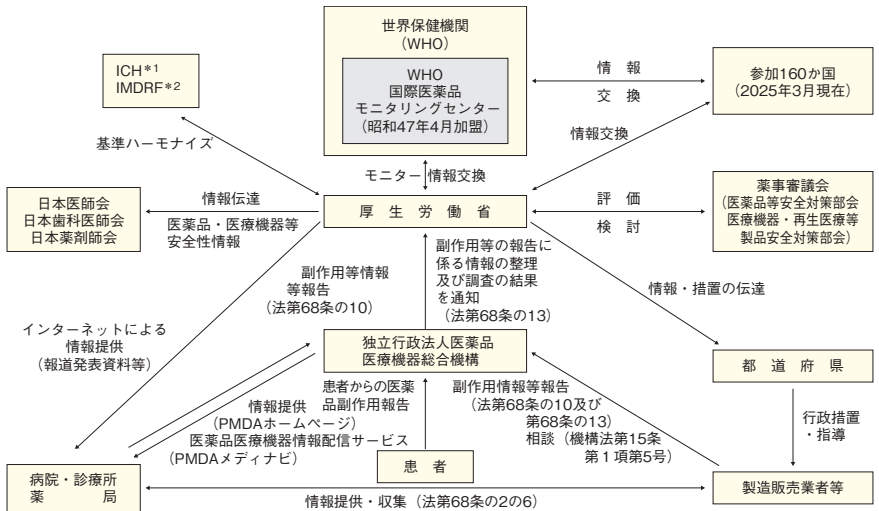 世界保健機関
（WHO）
WHO
国際医薬品
モニタリングセンター
（昭和47年4月加盟）
ICH＊1
IMDRF＊2
情　報
交　換
参加160か国
（2025年3月現在）
基準ハーモナイズ
モニター
情報交換
情報交換
日本医師会
日本歯科医師会
日本薬剤師会
情報伝達
医薬品・医療機器等
安全性情報
厚　生　労　働　省
評　価
検　討
薬事審議会
（医薬品等安全対策部会
医療機器・再生医療等
製品安全対策部会）
副作用等情報
等報告
（法第68条の10）
副作用等の報告に
係る情報の整理
及び調査の結果
を通知
（法第68条の13）
情報・措置の伝達
インターネットによる
情報提供
（報道発表資料等）
独立行政法人医薬品
医療機器総合機構
都　道　府　県
情報提供
（PMDAホームページ）
医薬品医療機器情報配信サービス
（PMDAメディナビ）
患者からの医薬
品副作用報告
副作用情報等報告
（法第68条の10及び
第68条の13）
相談（機構法第15条
第1項第5号）
行政措置
・指導
病院・診療所
薬　　　局
患　者
製造販売業者等
情報提供・収集（法第68条の2の6）